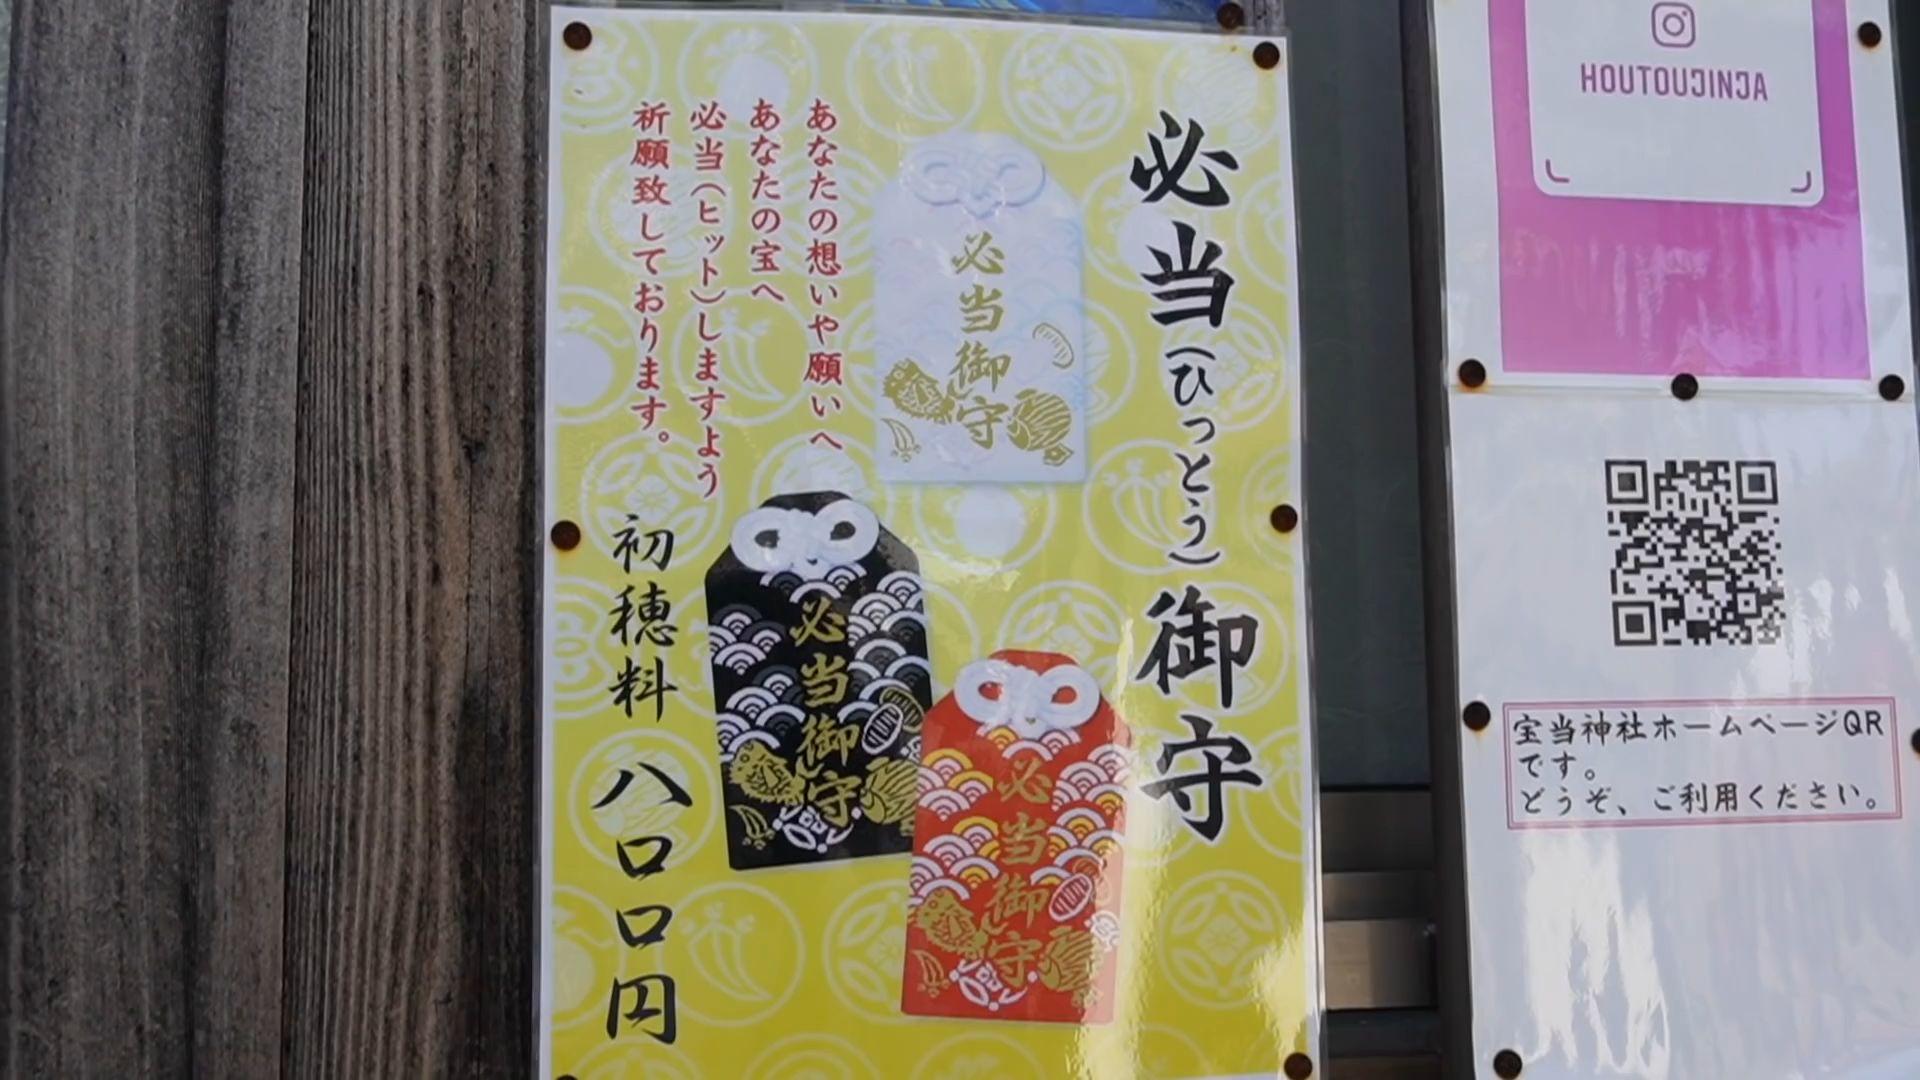 必当(ひっとう)御守
あなたの想いや願いへ
あなたの宝へ
必当(ヒット)しますよう
祈願致しております。
初穂料 八口口円
必当御守
必当御守
必当御守
HOUTOUJINJA
宝当神社ホームページQR
です。
どうぞ、ご利用ください。